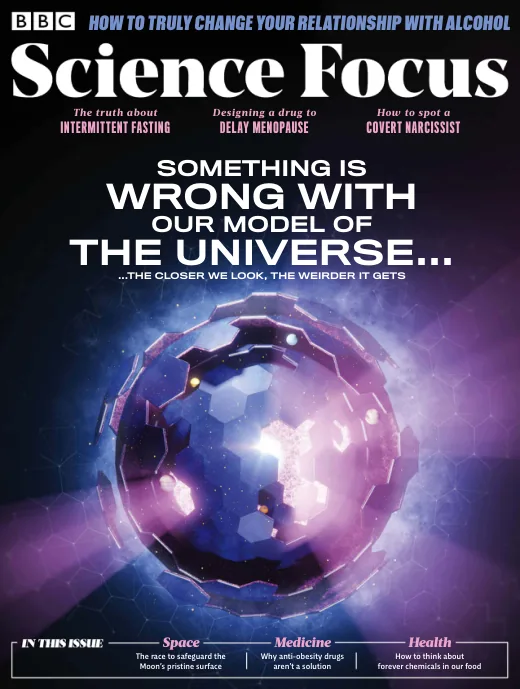 BBC HOW TO TRULY CHANGE YOUR RELATIONSHIP WITH ALCOHOL
Science Focus
The truth about
INTERMITTENT FASTING
Designing a drug to
DELAY MENOPAUSE
How to spot a
COVERT NARCISSIST
SOMETHING IS
WRONG WITH
OUR MODEL OF
THE UNIVERSE...
...THE CLOSER WE LOOK, THE WEIRDER IT GETS
IN THIS ISSUE
Space
The race to safeguard the
Moon's pristine surface
Medicine
Why anti-obesity drugs
aren't a solution
Health
How to think about
forever chemicals in our food